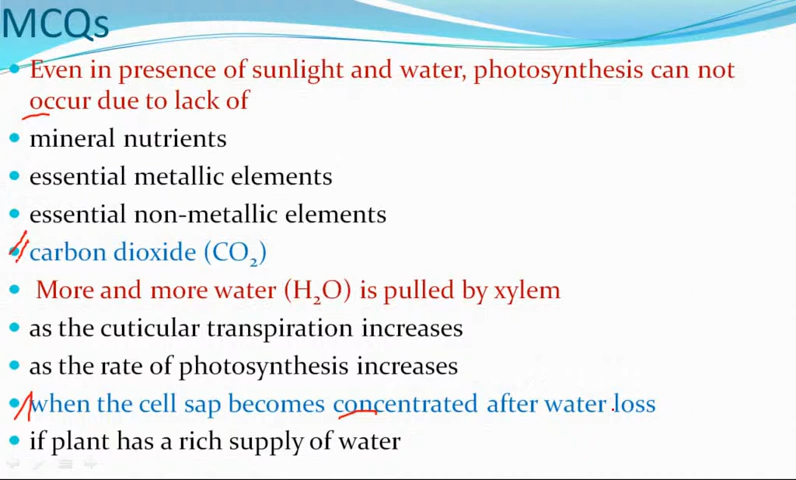 MCQs
Even in presence of sunlight and water, photosynthesis can not
occur due to lack of
mineral nutrients
essential metallic elements
essential non-metallic elements
carbon dioxide (CO₂)
More and more water (H₂O) is pulled by xylem
as the cuticular transpiration increases
as the rate of photosynthesis increases
when the cell sap becomes concentrated after water loss
if plant has a rich supply of water